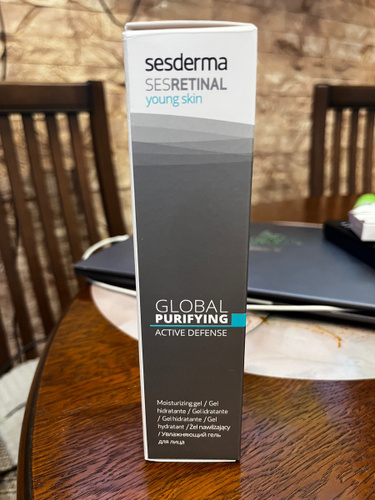 sesderma
SESRETINAL
young skin
GLOBAL
PURIFYING
ACTIVE DEFENSE
Moisturizing gel / Gel
hidratante / Gel idratante
/ Gel hidratante / Gel
hydratant / Żel nawilżający
/ Увлажняющий гель
для лица